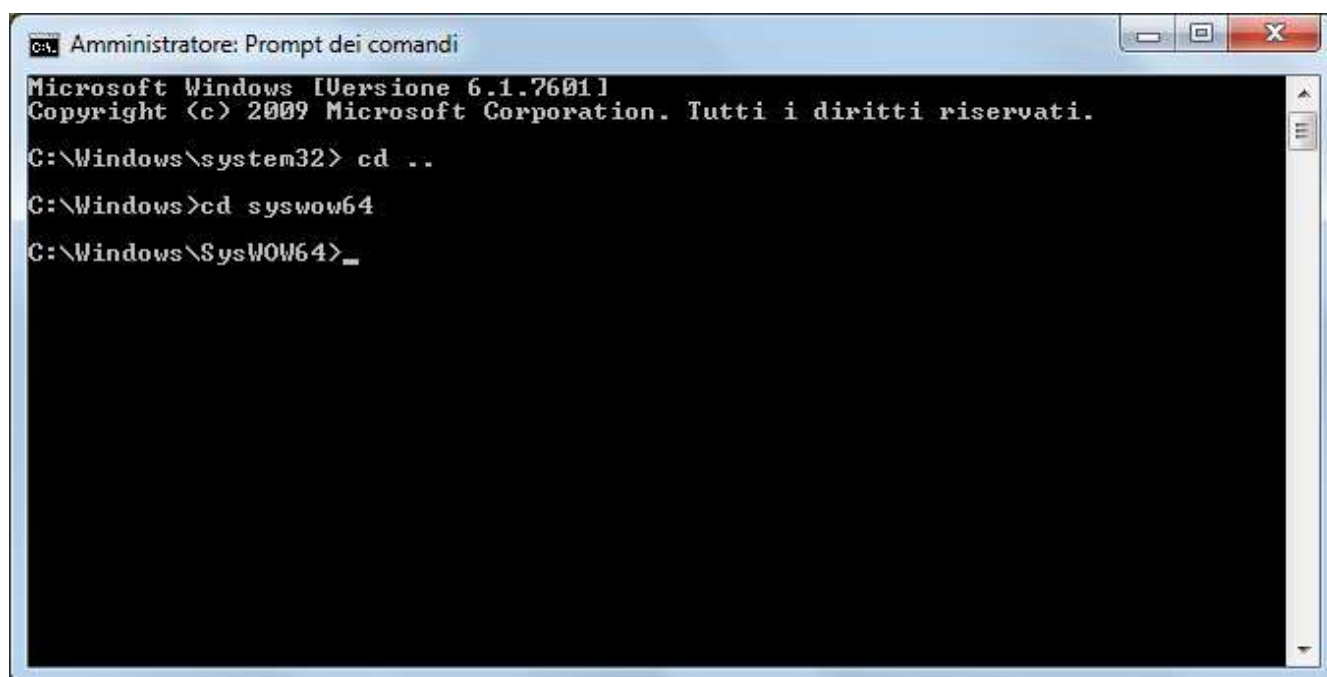 Amministratore: Prompt dei comandi
Microsoft Windows [Versione 6.1.7601]
Copyright (c) 2009 Microsoft Corporation. Tutti i diritti riservati.
C:\Windows\system32> cd ..
C:\Windows>cd syswow64
C:\Windows\SysWOW64>_